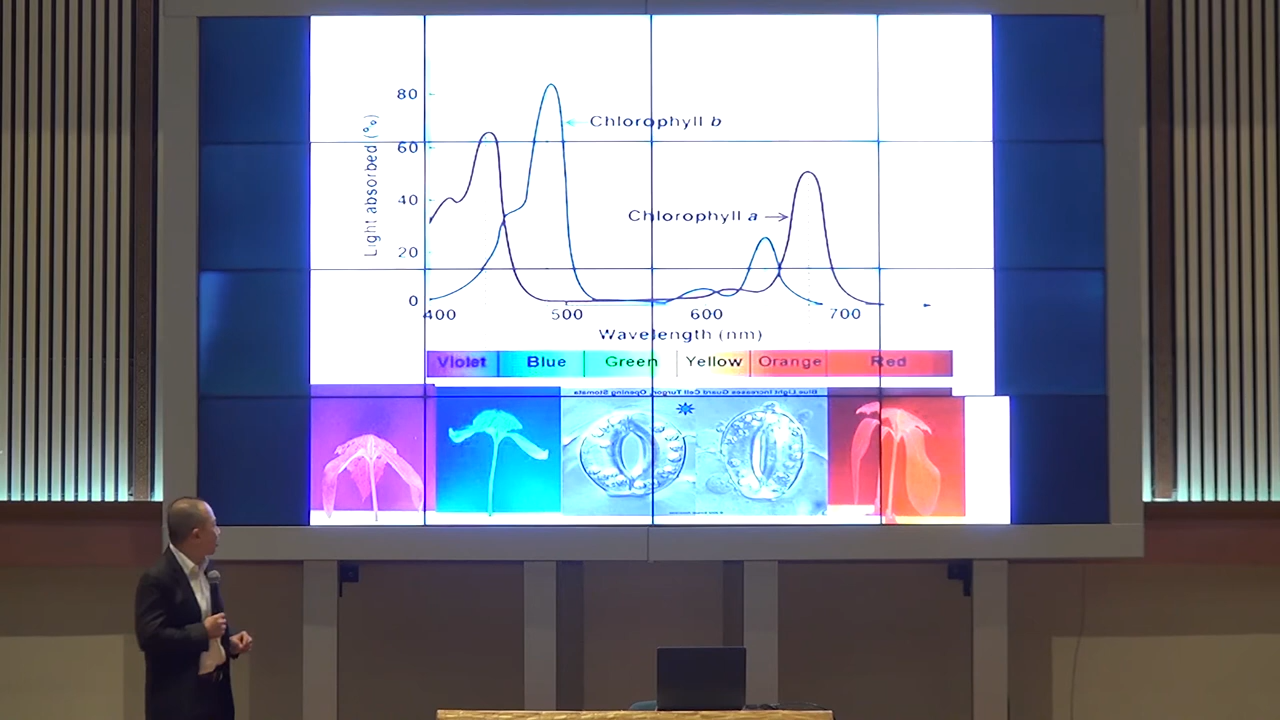 80
Chlorophyll b
60
Light absorbed (%)
40
Chlorophyll a
20
0
400 500 600 700
Wavelength (nm)
Violet Blue Green Yellow Orange Red
Blue Light Increases Guard Cell Turgor, Opening Stomata